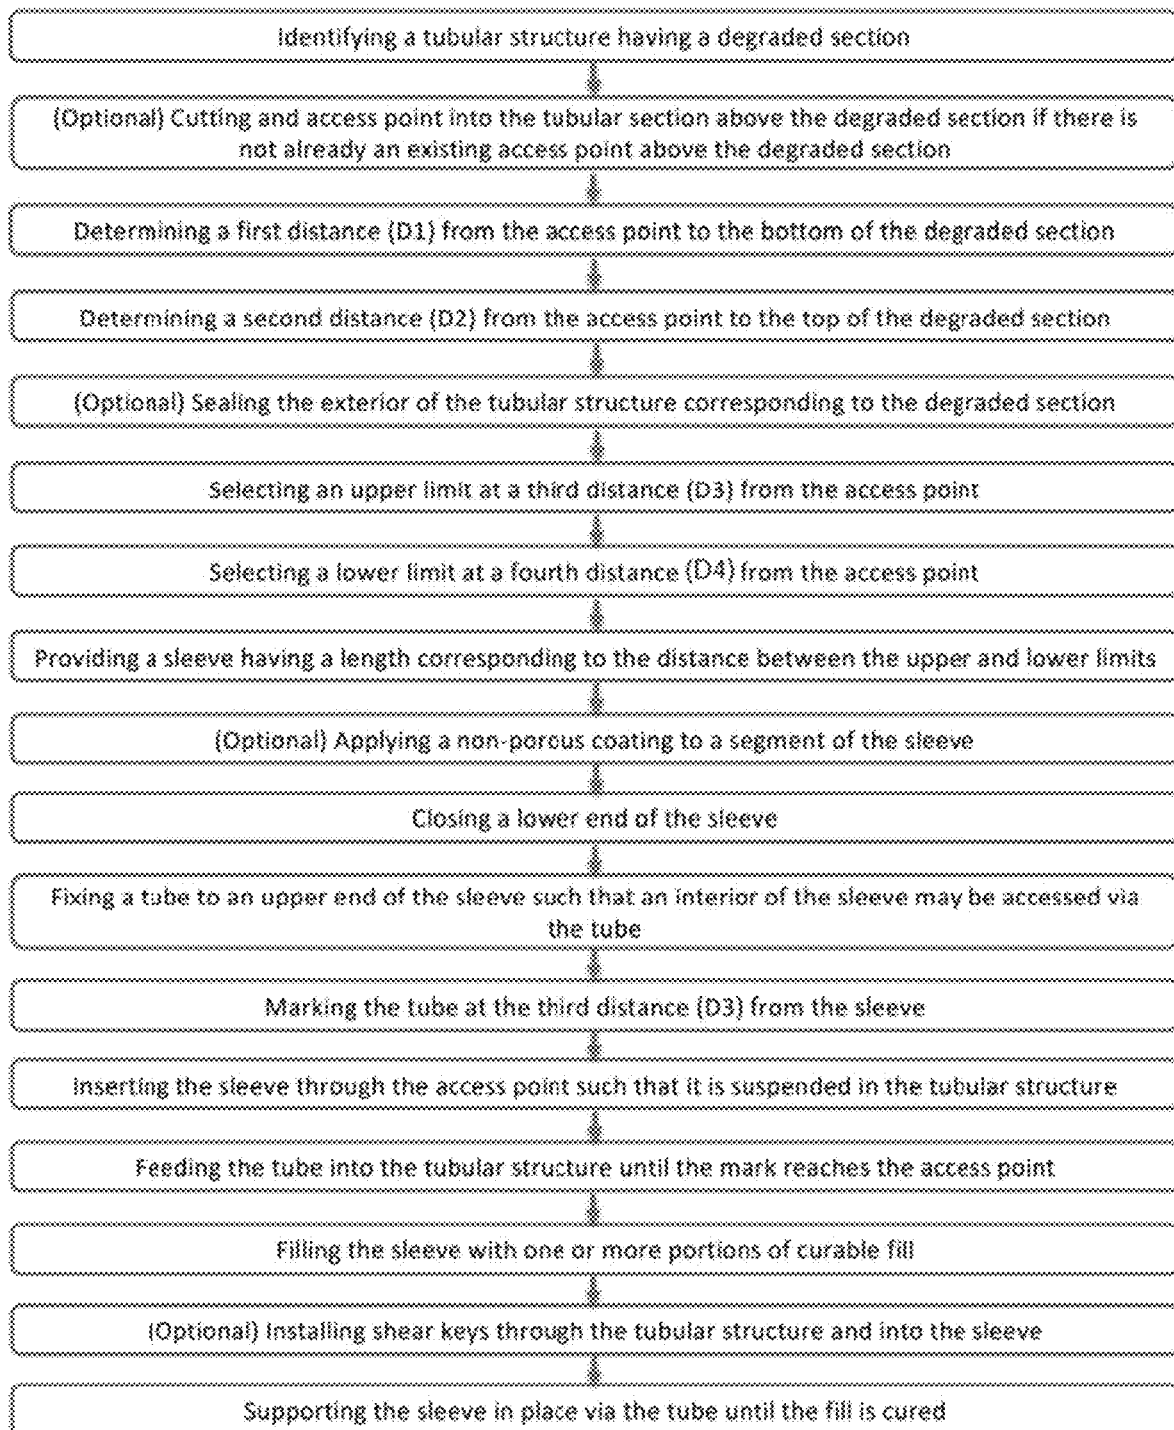 Identifying a tubular structure having a degraded section
(Optional) Cutting and access point into the tubular section above the degraded section if there is
not already an existing access point above the degraded section
Determining a first distance (D1) from the access point to the bottom of the degraded section
Determining a second distance (D2) from the access point to the top of the degraded section
(Optional) Sealing the exterior of the tubular structure corresponding to the degraded section
Selecting an upper limit at a third distance (D3) from the access point
Selecting a lower limit at a fourth distance (D4) from the access point
Providing a sleeve having a length corresponding to the distance between the upper and lower limits
(Optional) Applying a non-porous coating to a segment of the sleeve
Closing a lower end of the sleeve
Fixing a tube to an upper end of the sleeve such that an interior of the sleeve may be accessed via
the tube
Marking the tube at the third distance (D3) from the sleeve
Inserting the sleeve through the access point such that it is suspended in the tubular structure
Feeding the tube into the tubular structure until the mark reaches the access point
Filling the sleeve with one or more portions of curable fill
(Optional) Installing shear keys through the tubular structure and into the sleeve
Supporting the sleeve in place via the tube until the fill is cured